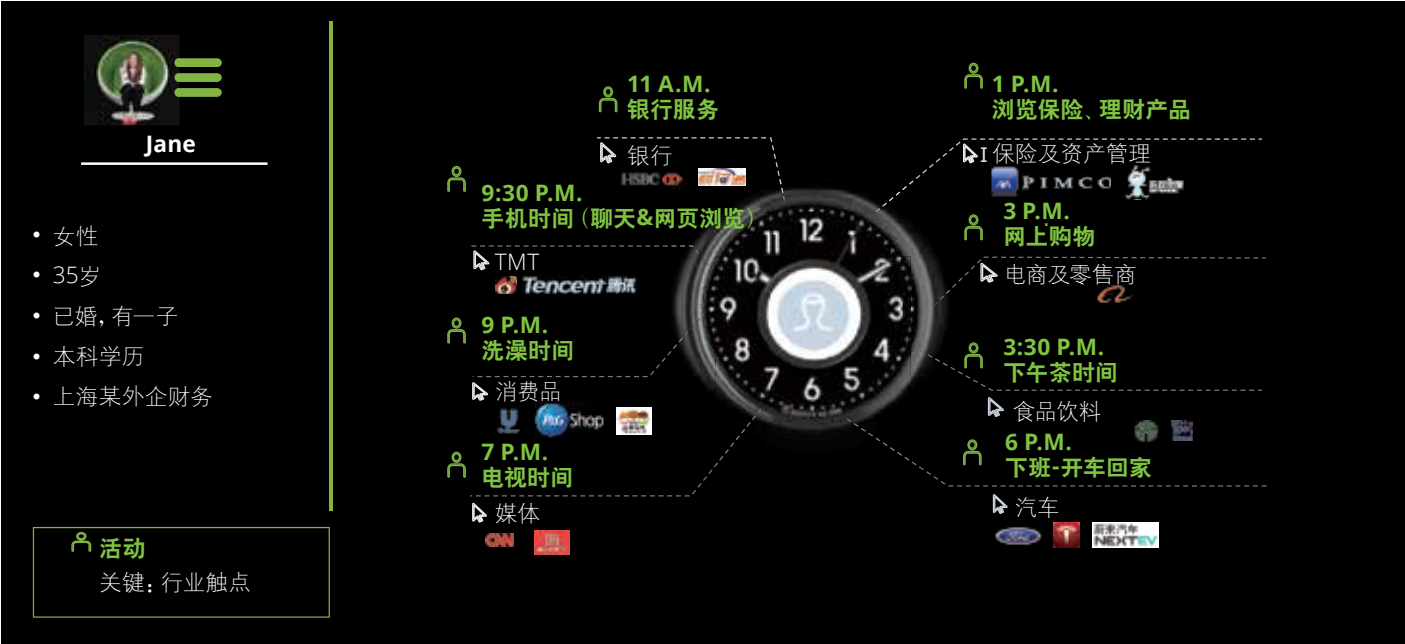 Jane
• 女性
• 35岁
• 已婚, 有一子
• 本科学历
• 上海某外企财务
活动
关键: 行业触点
11 A.M.
银行服务
银行
HSBC
1 P.M.
浏览保险、理财产品
I 保险及资产管理
PIMCO
9:30 P.M.
手机时间（聊天&网页浏览）
TMT
Tencent 腾讯
3 P.M.
网上购物
电商及零售商
9 P.M.
洗澡时间
消费品
P&G Shop
3:30 P.M.
下午茶时间
食品饮料
7 P.M.
电视时间
媒体
CNN
6 P.M.
下班-开车回家
汽车
Ford
蔚来汽车
NEXTEV
12
1
2
3
4
5
6
7
8
9
10
11